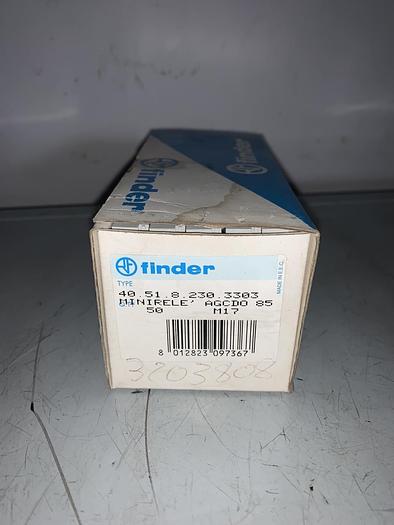 finder
finder
finder
TYPE
40.51.8.230.3303
MINIRELE' AGCDO 85
50 M17
MADE IN E.E.C.
8 012823 097367
3203808